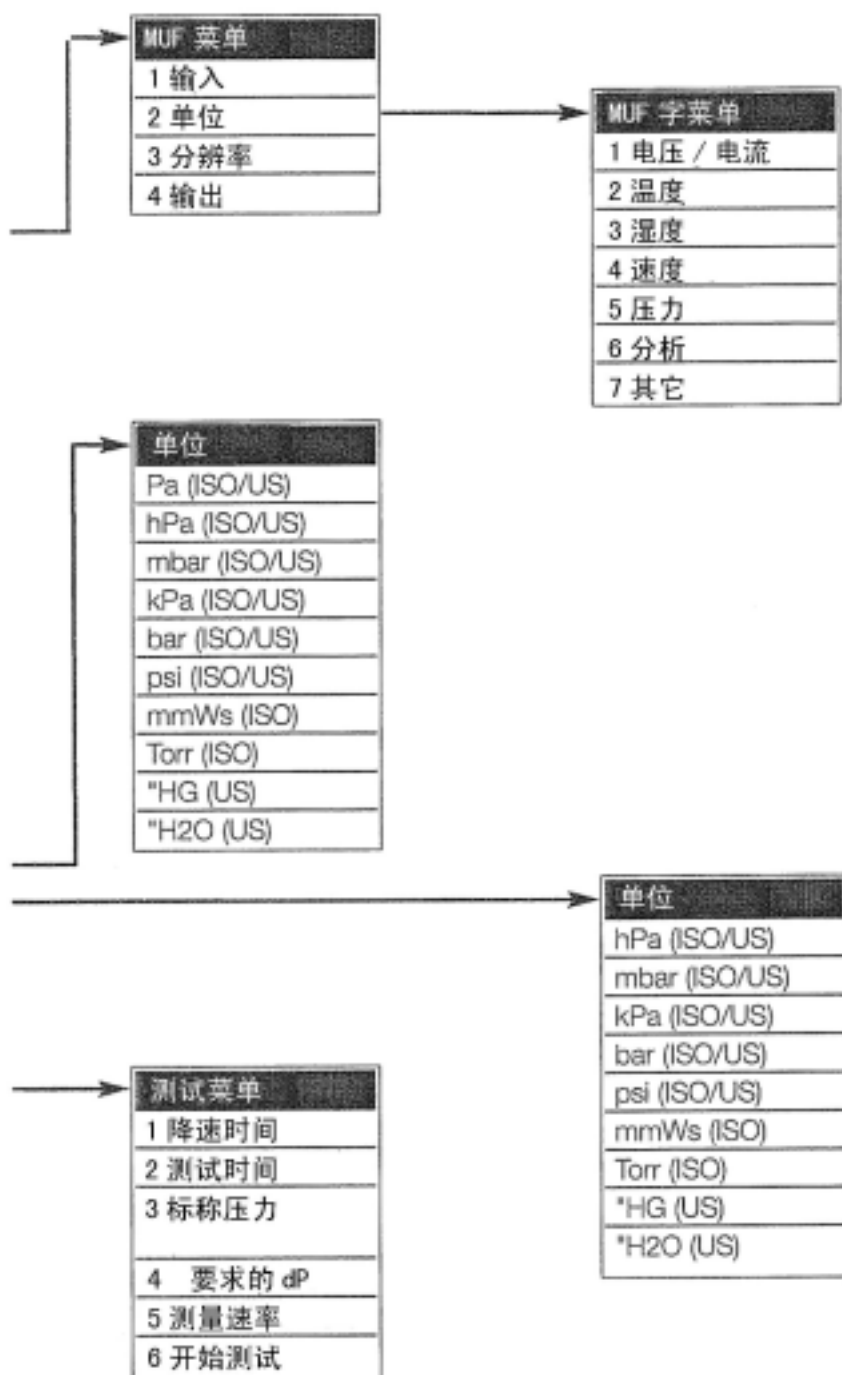 MUF 菜单
1 输入
2 单位
3 分辨率
4 输出
MUF 字菜单
1 电压 / 电流
2 温度
3 湿度
4 速度
5 压力
6 分析
7 其它
单位
Pa (ISO/US)
hPa (ISO/US)
mbar (ISO/US)
kPa (ISO/US)
bar (ISO/US)
psi (ISO/US)
mmWs (ISO)
Torr (ISO)
"HG (US)
"H2O (US)
单位
hPa (ISO/US)
mbar (ISO/US)
kPa (ISO/US)
bar (ISO/US)
psi (ISO/US)
mmWs (ISO)
Torr (ISO)
"HG (US)
"H2O (US)
测试菜单
1 降速时间
2 测试时间
3 标称压力
4 要求的 dP
5 测量速率
6 开始测试